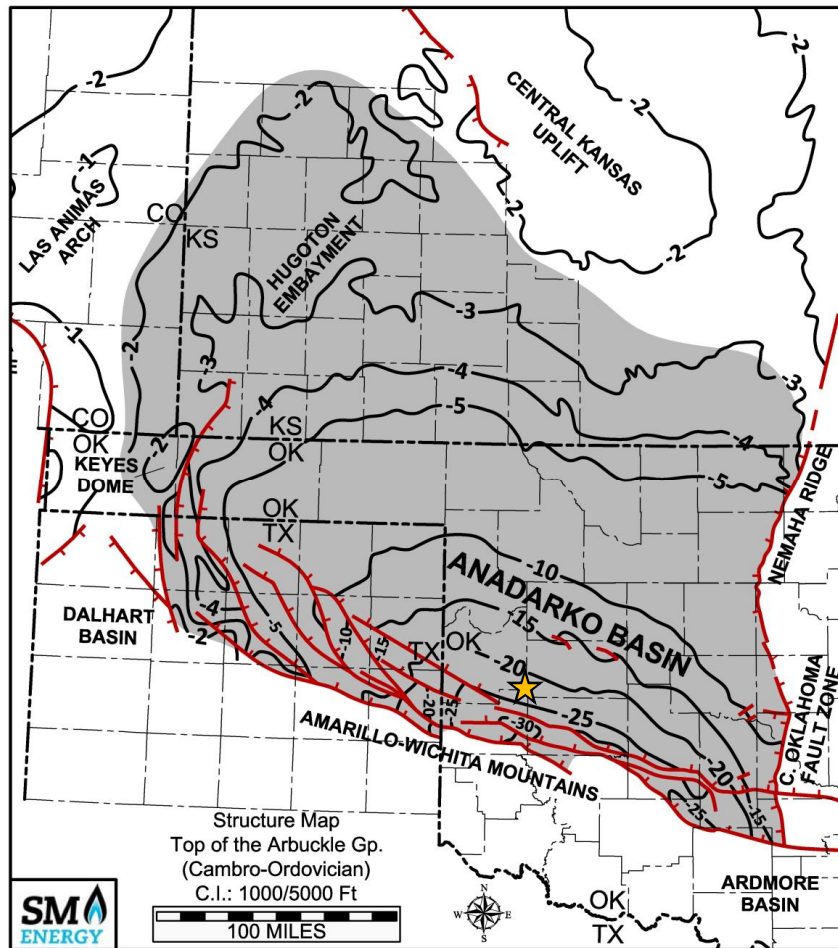 -2
-2
-2
-2
-2
CENTRAL KANSAS
UPLIFT
-1
LAS ANIMAS
ARCH
CO
KS
-2
HUGOTON
EMBAYMENT
-2
-3
-1
-2
-3
-4
-3
-4
-5
-4
-5
CO
OK
KS
OK
-2
KEYES
DOME
NEMAHA RIDGE
OK
TX
-10
ANADARKO BASIN
-15
DALHART
BASIN
-4
-2
-5
-10
-15
TX
OK
-20
-20
-25
-25
-30
AMARILLO-WICHITA MOUNTAINS
C. OKLAHOMA
FAULT ZONE
-20
-25
-15
Structure Map
Top of the Arbuckle Gp.
(Cambro-Ordovician)
C.I.: 1000/5000 Ft
100 MILES
SM
ENERGY
N
W
E
S
OK
TX
ARDMORE
BASIN